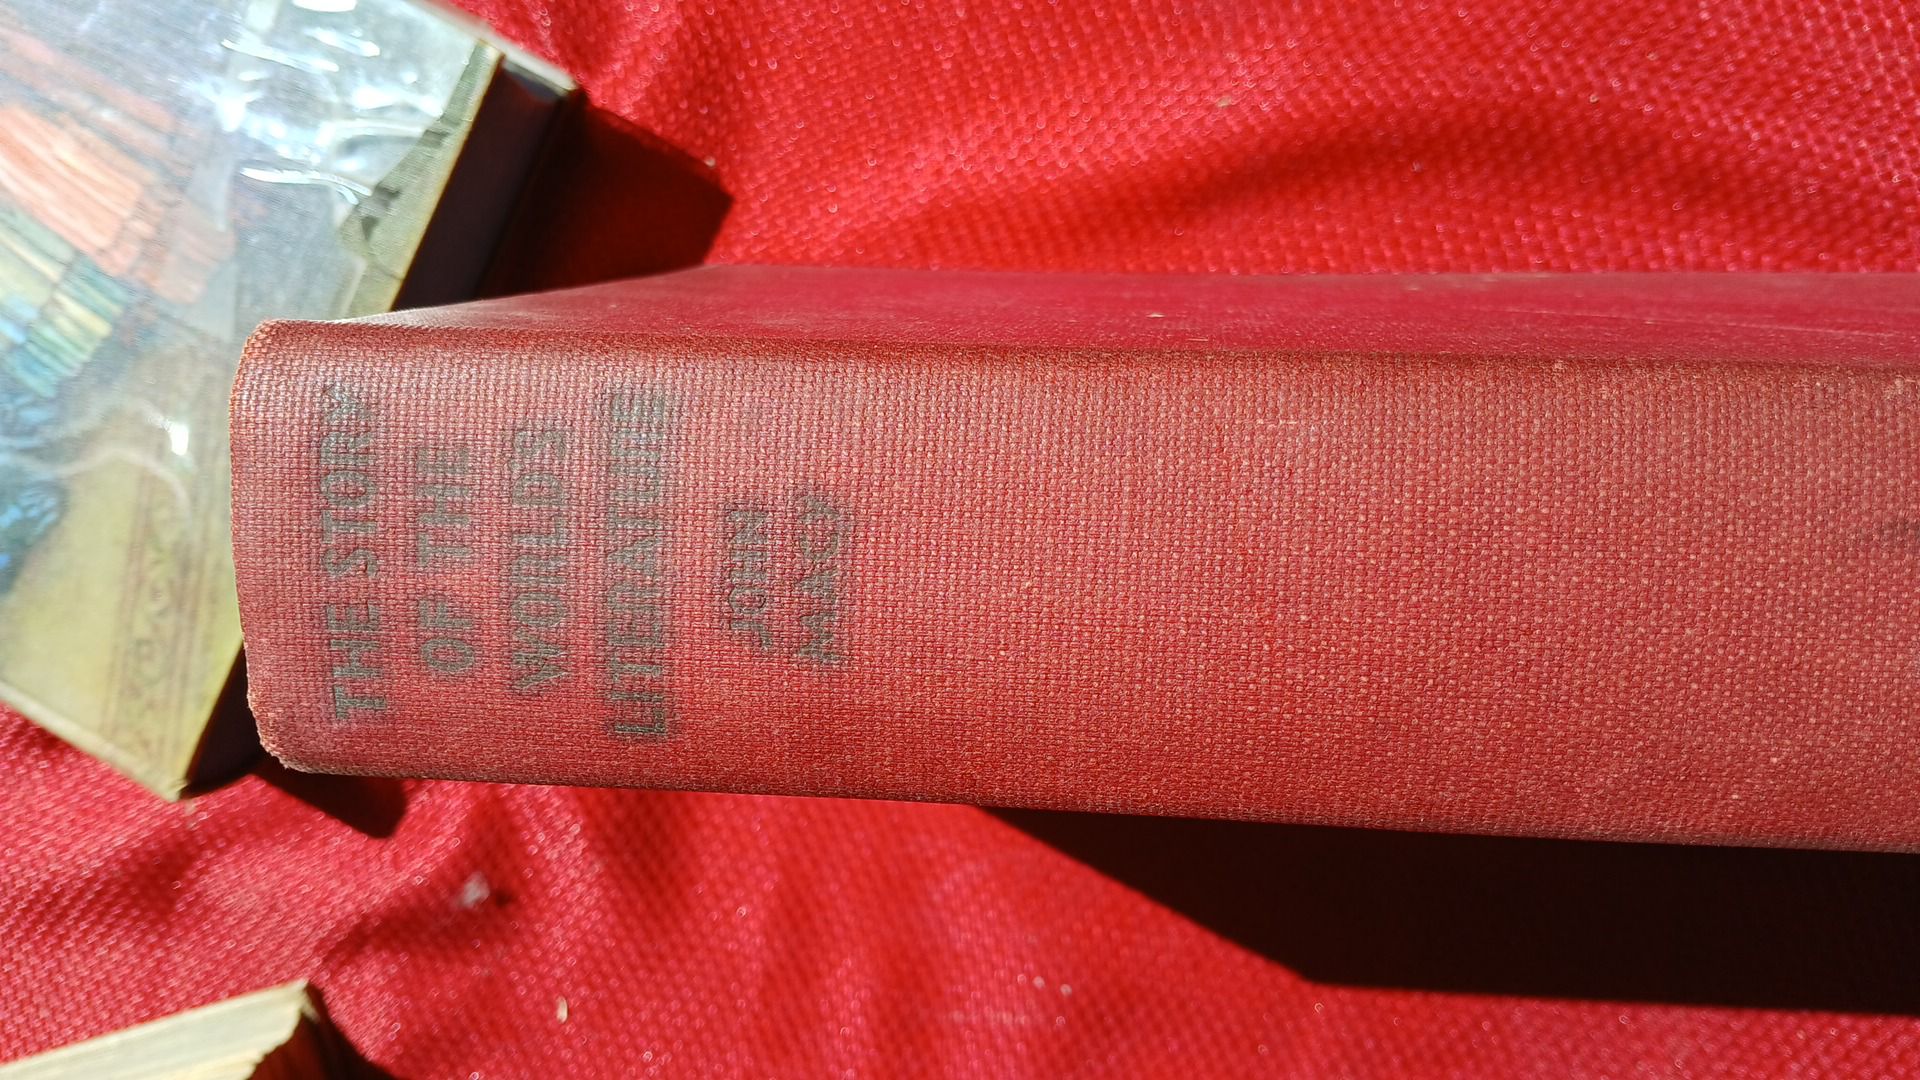 THE STORY
OF THE
WORLD'S
LITERATURE
JOHN
MACY